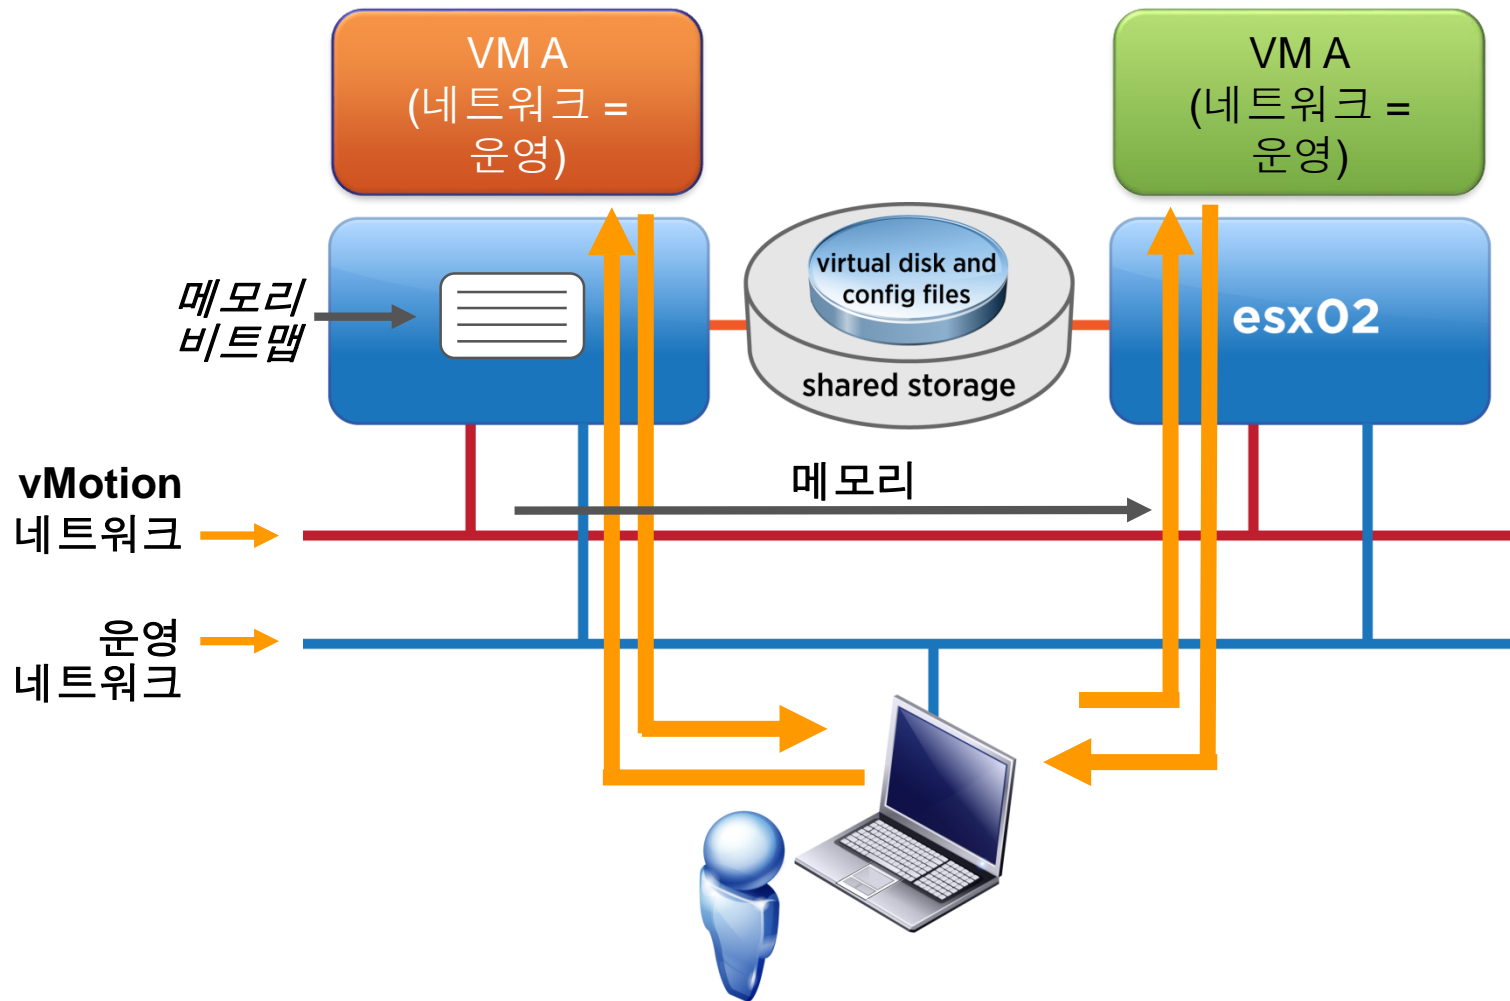 VM A
(네트워크 =
운영)
VM A
(네트워크 =
운영)
virtual disk and
config files
shared storage
esx02
메모리
비트맵
메모리
vMotion
네트워크
운영
네트워크